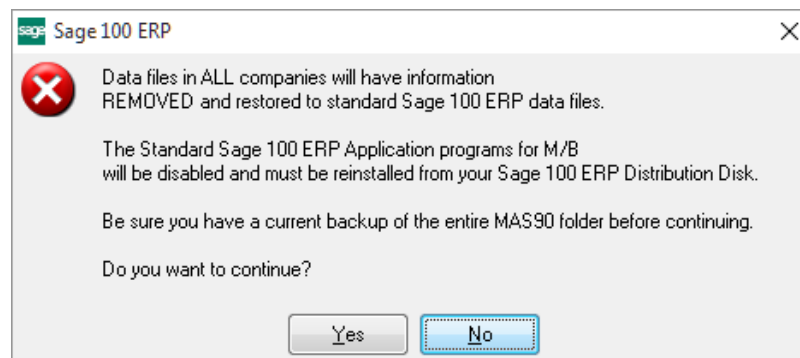 sage Sage 100 ERP
Data files in ALL companies will have information
REMOVED and restored to standard Sage 100 ERP data files.
The Standard Sage 100 ERP Application programs for M/B
will be disabled and must be reinstalled from your Sage 100 ERP Distribution Disk.
Be sure you have a current backup of the entire MAS90 folder before continuing.
Do you want to continue?
Yes No